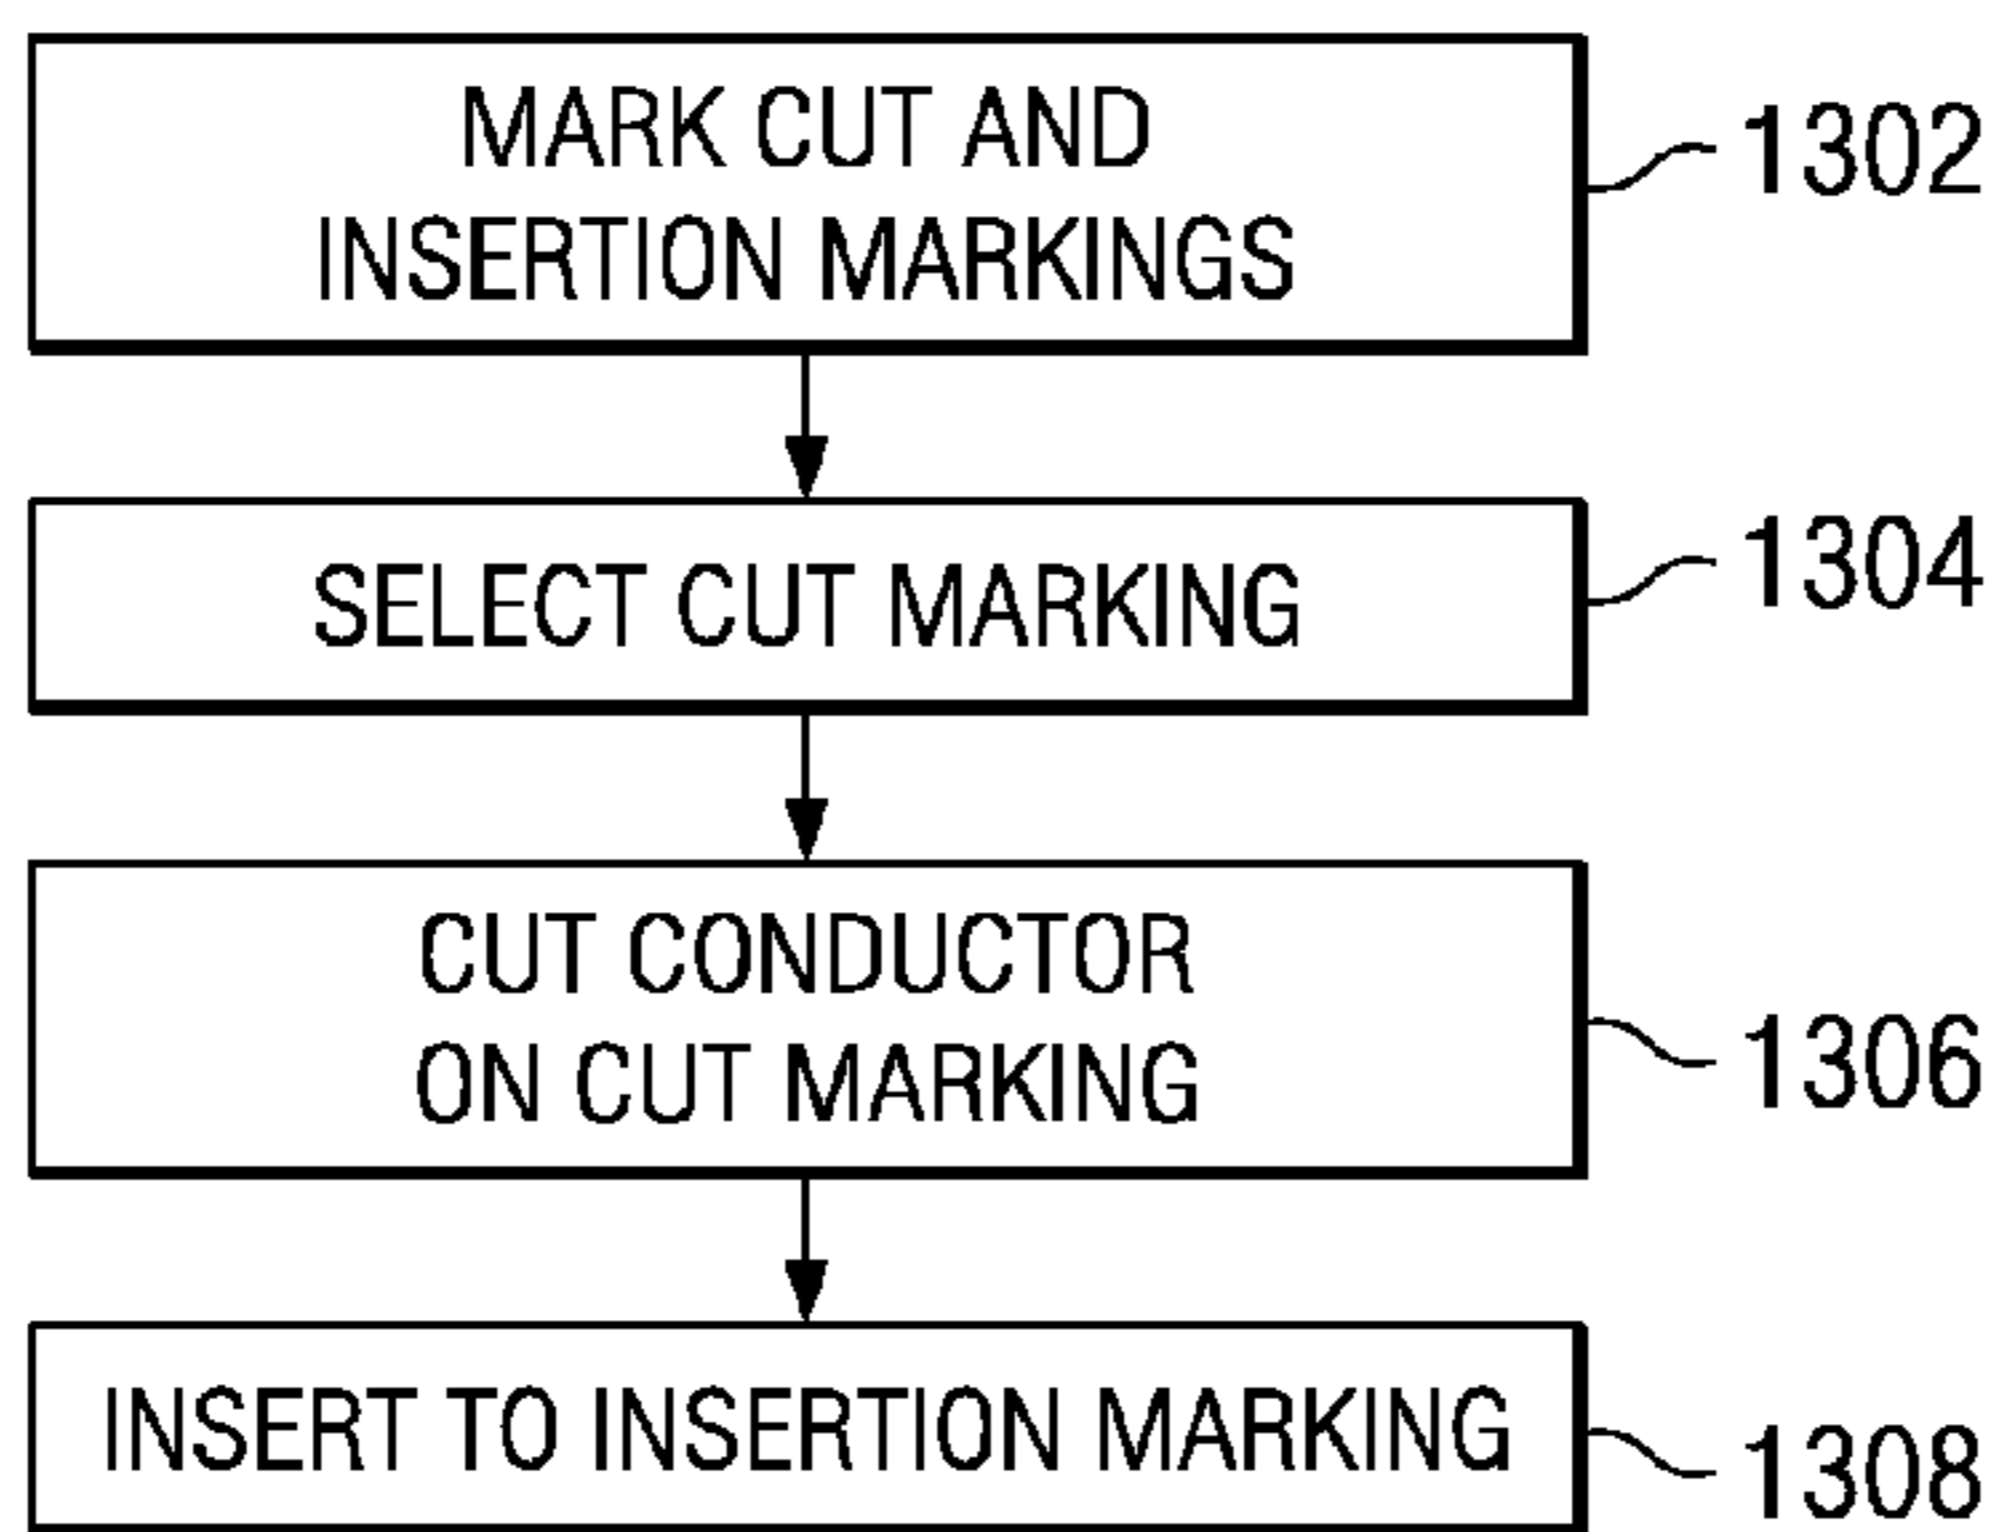 MARK CUT AND
INSERTION MARKINGS
1302
SELECT CUT MARKING
1304
CUT CONDUCTOR
ON CUT MARKING
1306
INSERT TO INSERTION MARKING
1308